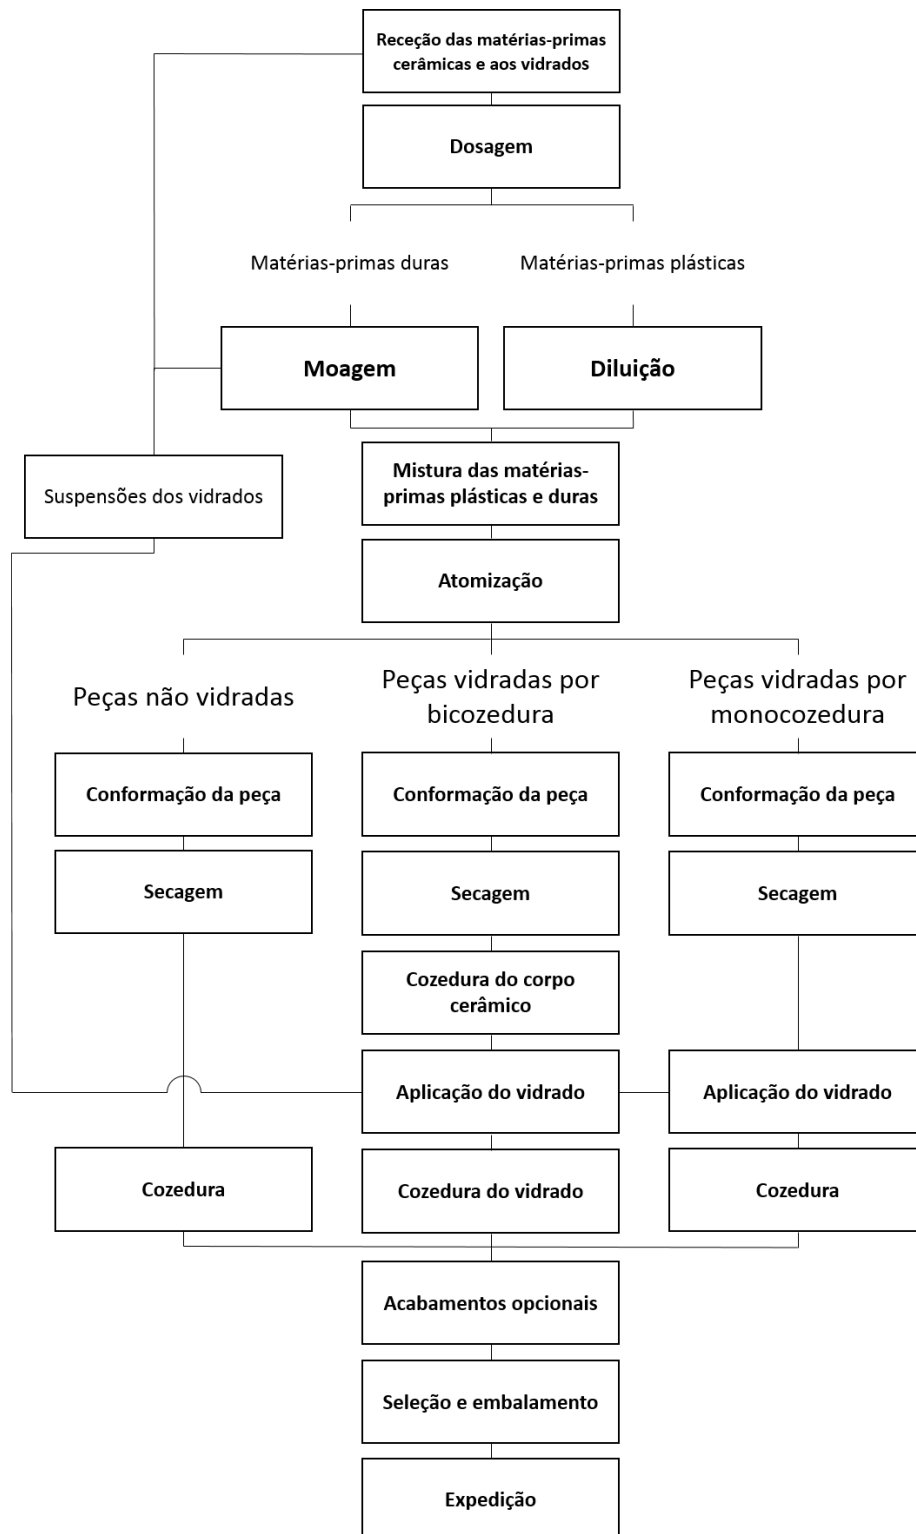 Receção das matérias-primas
cerâmicas e aos vidrados
Dosagem
Matérias-primas duras
Matérias-primas plásticas
Moagem
Diluição
Mistura das matérias-
primas plásticas e duras
Suspensões dos vidrados
Atomização
Peças não vidradas
Peças vidradas por
bicozedura
Peças vidradas por
monocozedura
Conformação da peça
Conformação da peça
Conformação da peça
Secagem
Secagem
Secagem
Cozedura do corpo
cerâmico
Aplicação do vidrado
Aplicação do vidrado
Cozedura
Cozedura do vidrado
Cozedura
Acabamentos opcionais
Seleção e embalamento
Expedição